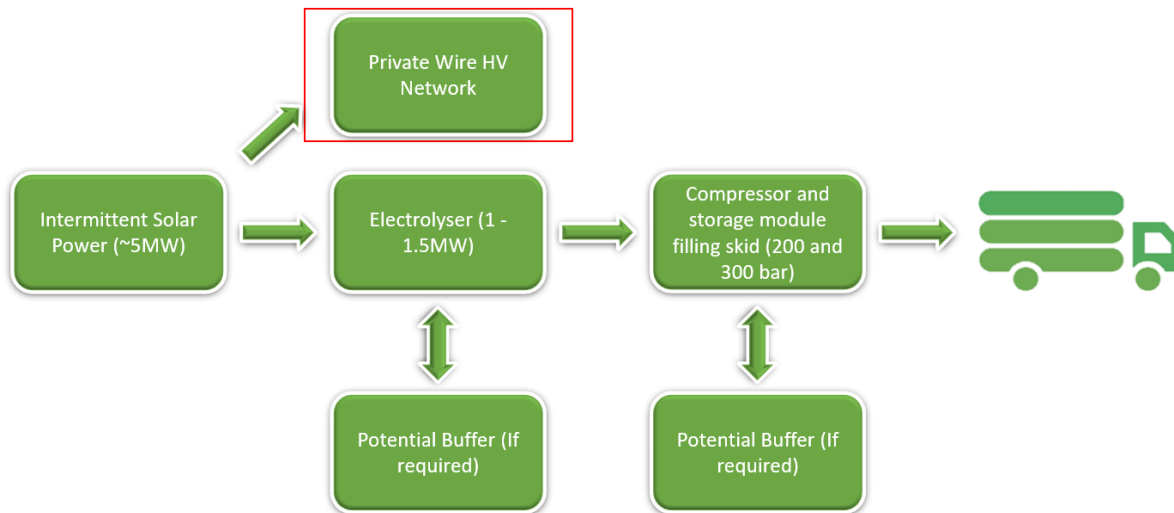 Private Wire HV
Network
Intermittent Solar
Power (~5MW)
Electrolyser (1 -
1.5MW)
Compressor and
storage module
filling skid (200 and
300 bar)
Potential Buffer (If
required)
Potential Buffer (If
required)